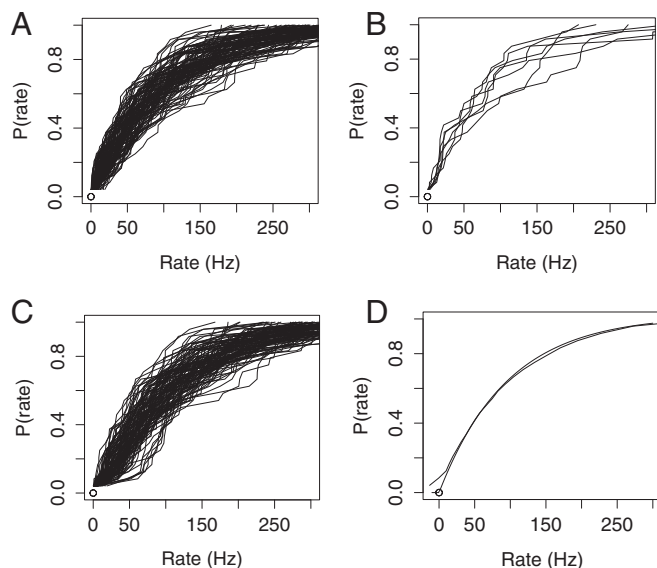 A
P(rate)
0.0 0.4 0.8
0 50 150 250
Rate (Hz)
B
P(rate)
0.0 0.4 0.8
0 50 150 250
Rate (Hz)
C
P(rate)
0.0 0.4 0.8
0 50 150 250
Rate (Hz)
D
P(rate)
0.0 0.4 0.8
0 50 150 250
Rate (Hz)